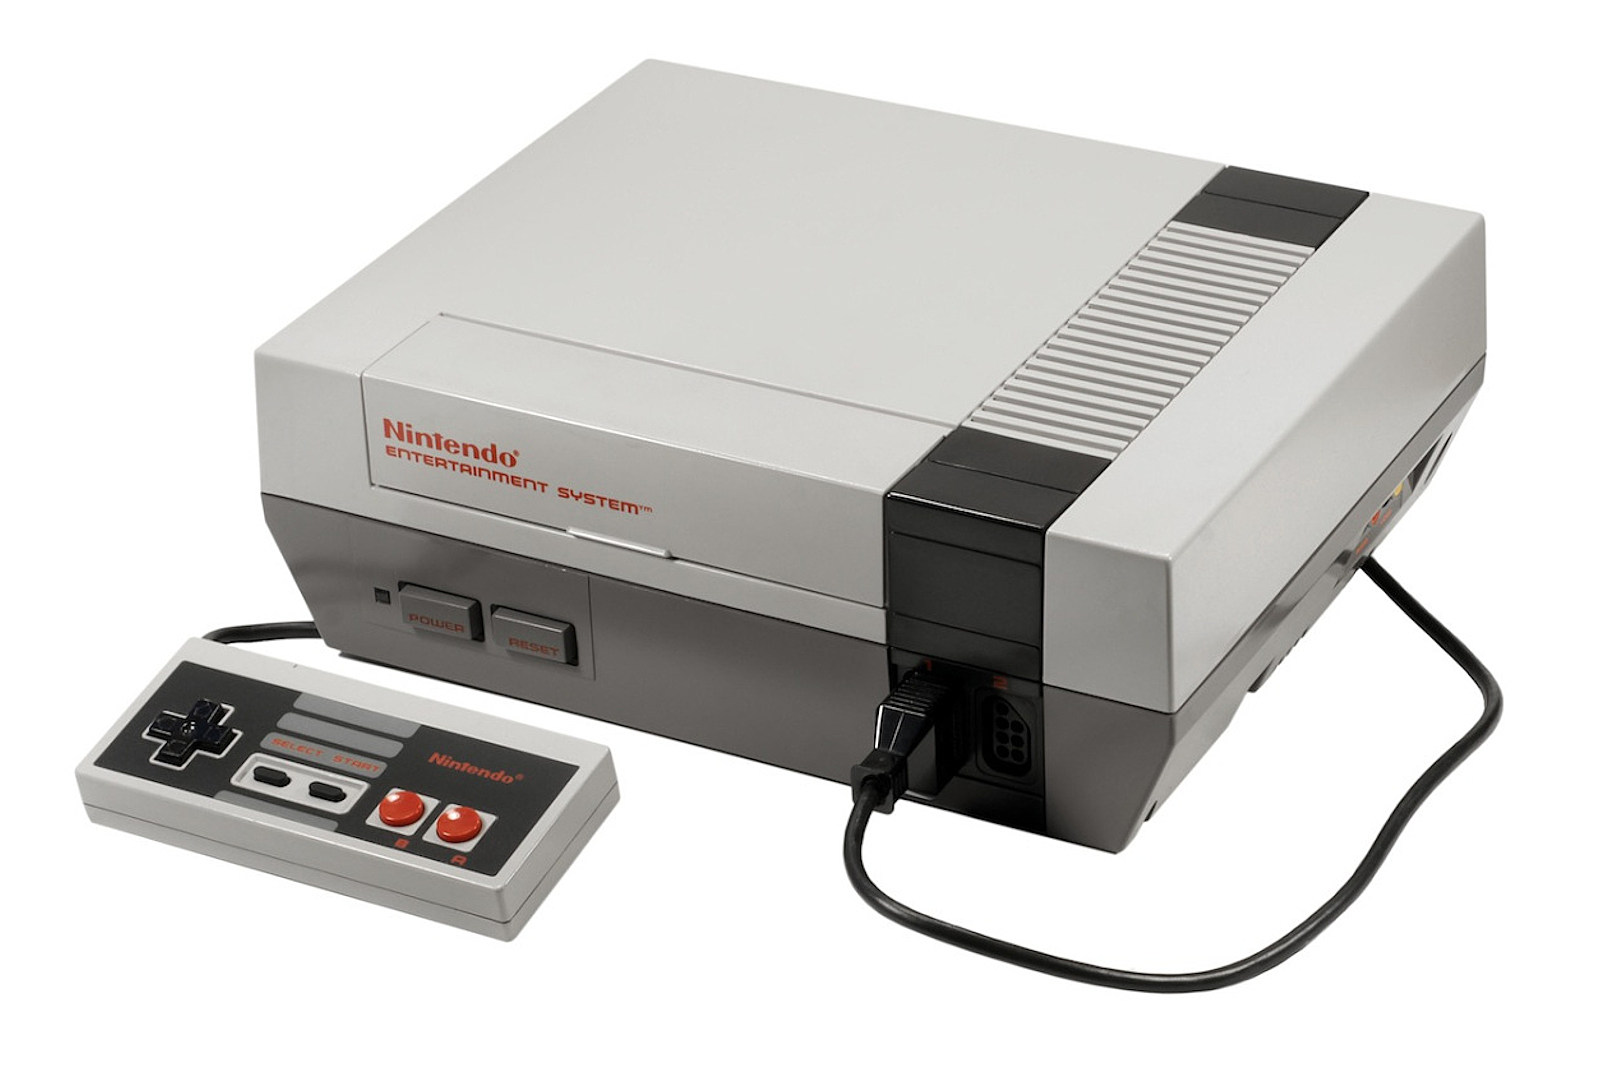 Nintendo®
ENTERTAINMENT SYSTEM™
POWER
RESET
1
2
SELECT START
Nintendo®
B
A